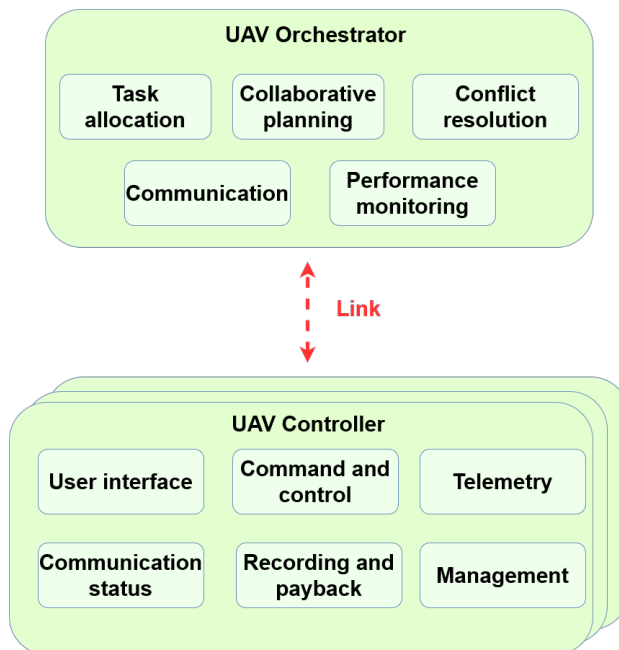 UAV Orchestrator
Task
allocation
Collaborative
planning
Conflict
resolution
Communication
Performance
monitoring
Link
UAV Controller
User interface
Command and
control
Telemetry
Communication
status
Recording and
payback
Management